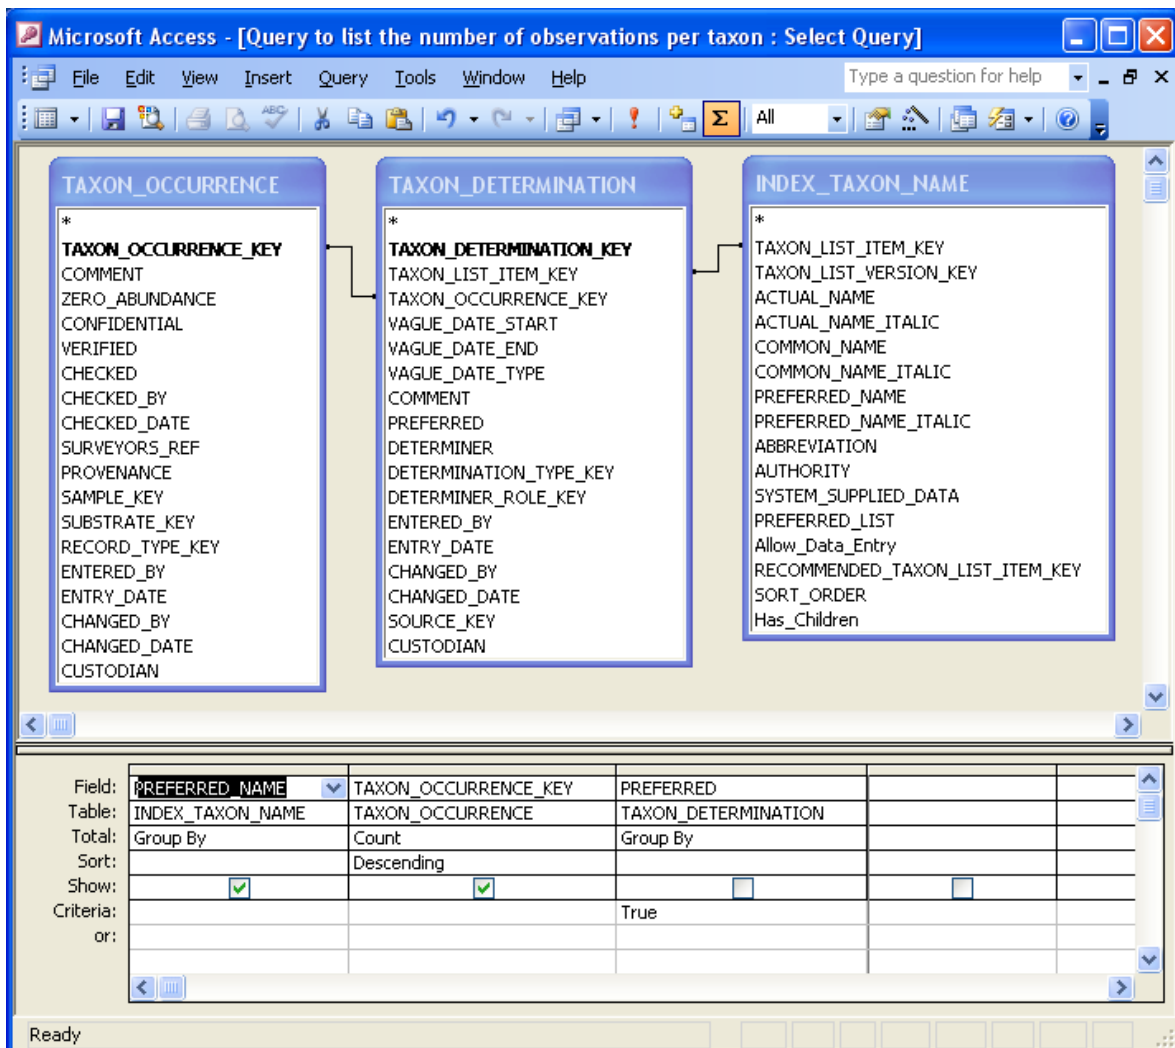 Microsoft Access - [Query to list the number of observations per taxon : Select Query]
File Edit View Insert Query Tools Window Help Type a question for help
ABC Σ All
TAXON_OCCURRENCE
*
TAXON_OCCURRENCE_KEY
COMMENT
ZERO_ABUNDANCE
CONFIDENTIAL
VERIFIED
CHECKED
CHECKED_BY
CHECKED_DATE
SURVEYORS_REF
PROVENANCE
SAMPLE_KEY
SUBSTRATE_KEY
RECORD_TYPE_KEY
ENTERED_BY
ENTRY_DATE
CHANGED_BY
CHANGED_DATE
CUSTODIAN
TAXON_DETERMINATION
*
TAXON_DETERMINATION_KEY
TAXON_LIST_ITEM_KEY
TAXON_OCCURRENCE_KEY
VAGUE_DATE_START
VAGUE_DATE_END
VAGUE_DATE_TYPE
COMMENT
PREFERRED
DETERMINER
DETERMINATION_TYPE_KEY
DETERMINER_ROLE_KEY
ENTERED_BY
ENTRY_DATE
CHANGED_BY
CHANGED_DATE
SOURCE_KEY
CUSTODIAN
INDEX_TAXON_NAME
*
TAXON_LIST_ITEM_KEY
TAXON_LIST_VERSION_KEY
ACTUAL_NAME
ACTUAL_NAME_ITALIC
COMMON_NAME
COMMON_NAME_ITALIC
PREFERRED_NAME
PREFERRED_NAME_ITALIC
ABBREVIATION
AUTHORITY
SYSTEM_SUPPLIED_DATA
PREFERRED_LIST
Allow_Data_Entry
RECOMMENDED_TAXON_LIST_ITEM_KEY
SORT_ORDER
Has_Children
Field: PREFERRED_NAME TAXON_OCCURRENCE_KEY PREFERRED
Table: INDEX_TAXON_NAME TAXON_OCCURRENCE TAXON_DETERMINATION
Total: Group By Count Group By
Sort: Descending
Show:
Criteria: True
or:
Ready